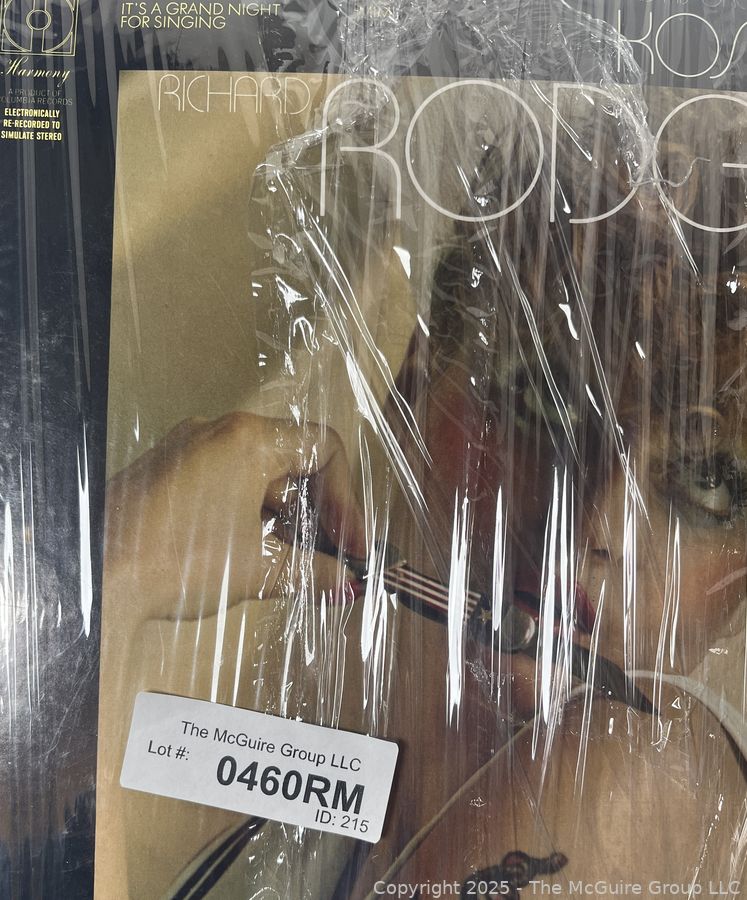 IT'S A GRAND NIGHT
FOR SINGING
MIMI
KOS
Harmony
A PRODUCT OF
COLUMBIA RECORDS
ELECTRONICALLY
RE-RECORDED TO
SIMULATE STEREO
RICHARD
RODG
The McGuire Group LLC
Lot #:
0460RM
ID: 215
Copyright 2025 - The McGuire Group LLC